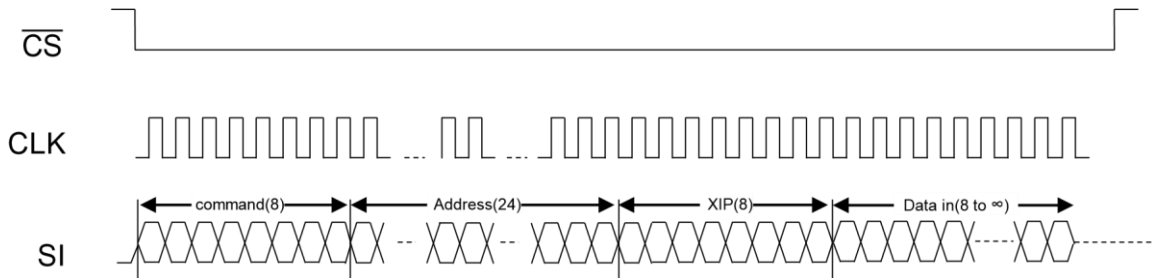 CS
CLK
command(8)
Address(24)
XIP(8)
Data in(8 to ∞)
SI